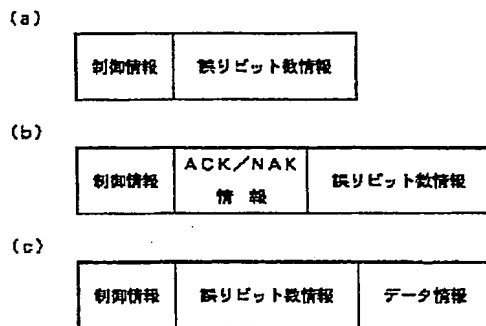 (a)
制御情報 誤りビット数情報
(b)
制御情報 ACK/NAK 情報 誤りビット数情報
(c)
制御情報 誤りビット数情報 データ情報